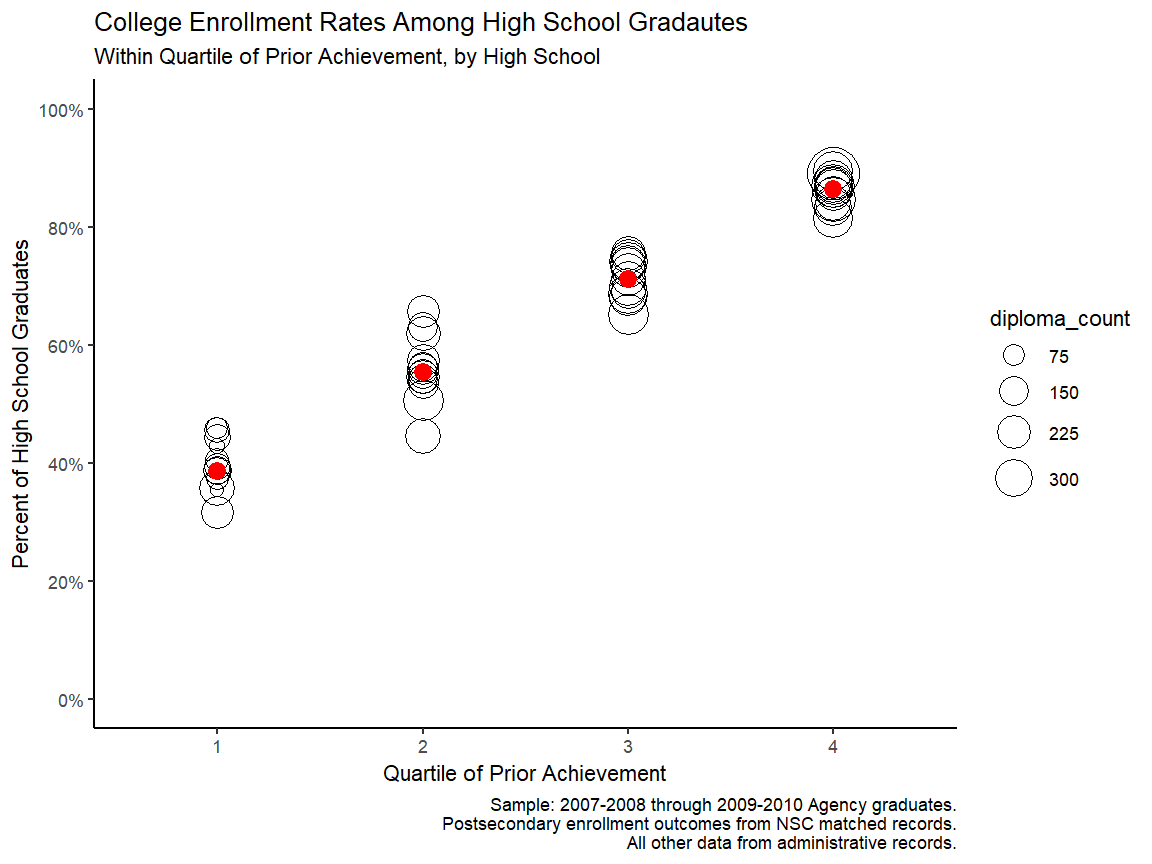 College Enrollment Rates Among High School Gradautes
Within Quartile of Prior Achievement, by High School
100%
80%
60%
40%
20%
0%
Percent of High School Graduates
1 2 3 4
Quartile of Prior Achievement
diploma_count
75
150
225
300
Sample: 2007-2008 through 2009-2010 Agency graduates.
Postsecondary enrollment outcomes from NSC matched records.
All other data from administrative records.